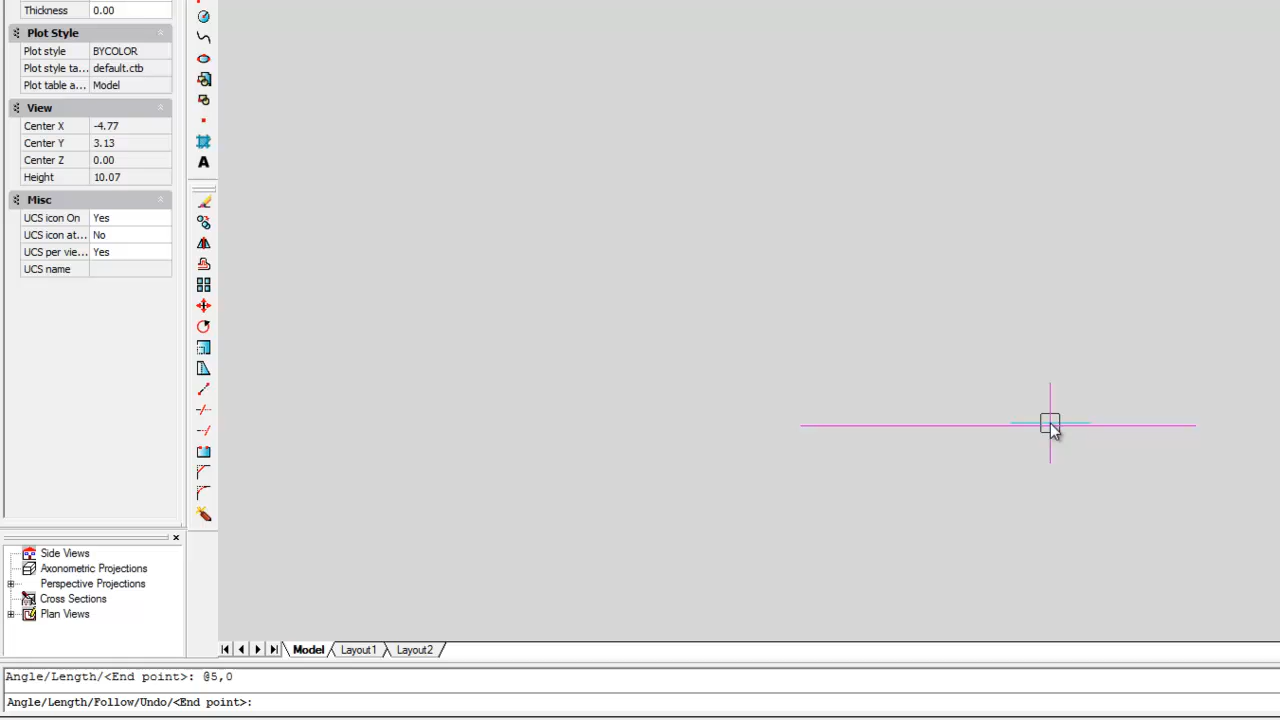 Thickness 0.00
Plot Style
Plot style BYCOLOR
Plot style ta... default.ctb
Plot table a... Model
View
Center X -4.77
Center Y 3.13
Center Z 0.00
Height 10.07
Misc
UCS icon On Yes
UCS icon at... No
UCS per vie... Yes
UCS name
A
Side Views
Axonometric Projections
Perspective Projections
Cross Sections
Plan Views
Model Layout1 Layout2
Angle/Length/<End point>: @5,0
Angle/Length/Follow/Undo/<End point>: